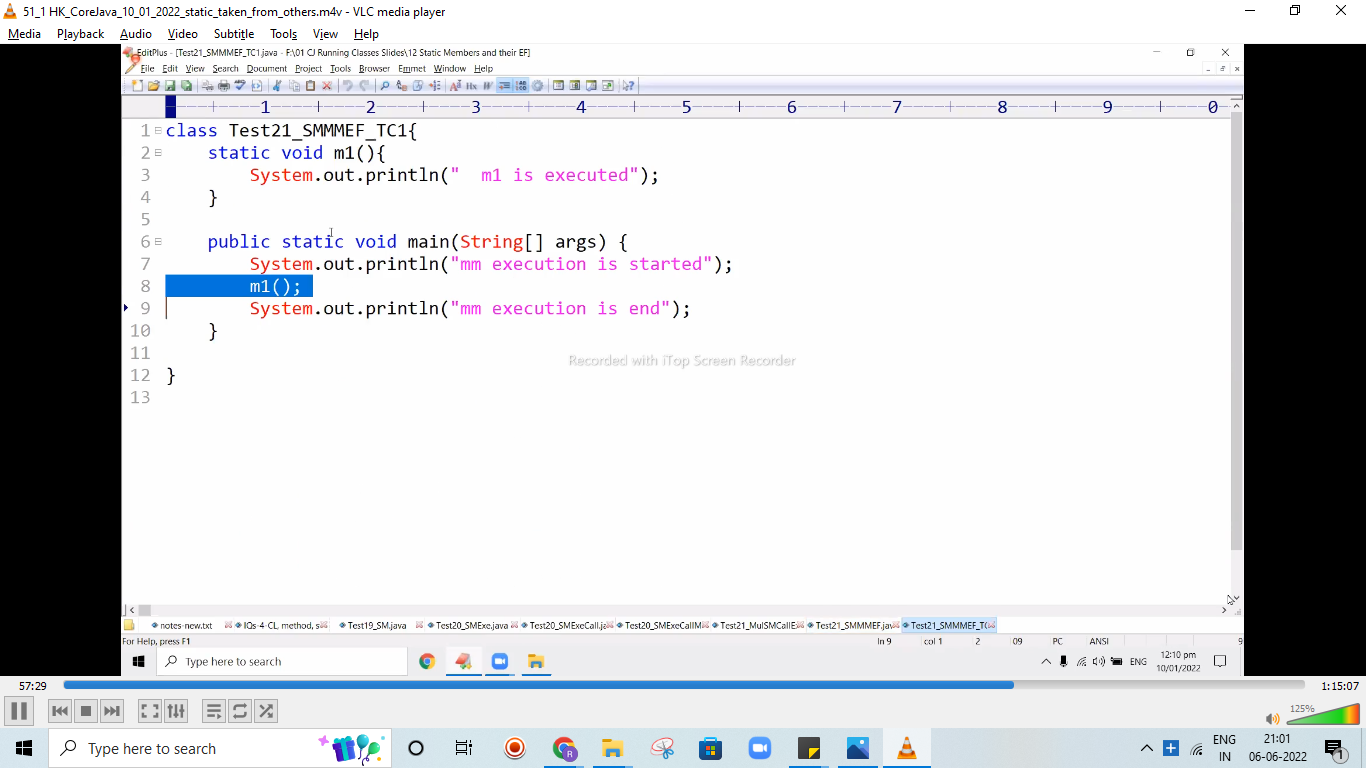 51_1 HK_CoreJava_10_01_2022_static_taken_from_others.m4v - VLC media player
Media Playback Audio Video Subtitle Tools View Help
EditPlus - [Test21_SMMMEF_TC1.java - F:\01 CJ Running Classes Slides\12 Static Members and their EF]
File Edit View Search Document Project Tools Browser Emmet Window Help
1 2 3 4 5 6 7 8 9 0
1 class Test21_SMMMEF_TC1{
2 static void m1(){
3 System.out.println("  m1 is executed");
4 }
5
6 public static void main(String[] args) {
7 System.out.println("mm execution is started");
8 m1();
9 System.out.println("mm execution is end");
10 }
11
Recorded with iTop Screen Recorder
12 }
13
notes-new.txt IQs-4-CL, method, s Test19_SM.java Test20_SMExe.java Test20_SMExeCall.ja Test20_SMExeCallM Test21_MulSMCallE Test21_SMMMEF.jav Test21_SMMMEF_TC
For Help, press F1 ln 9 col 1 2 09 PC ANSI 9
Type here to search ENG 12:10 pm
10/01/2022
57:29 1:15:07
125%
Type here to search ENG 21:01
IN 06-06-2022 1